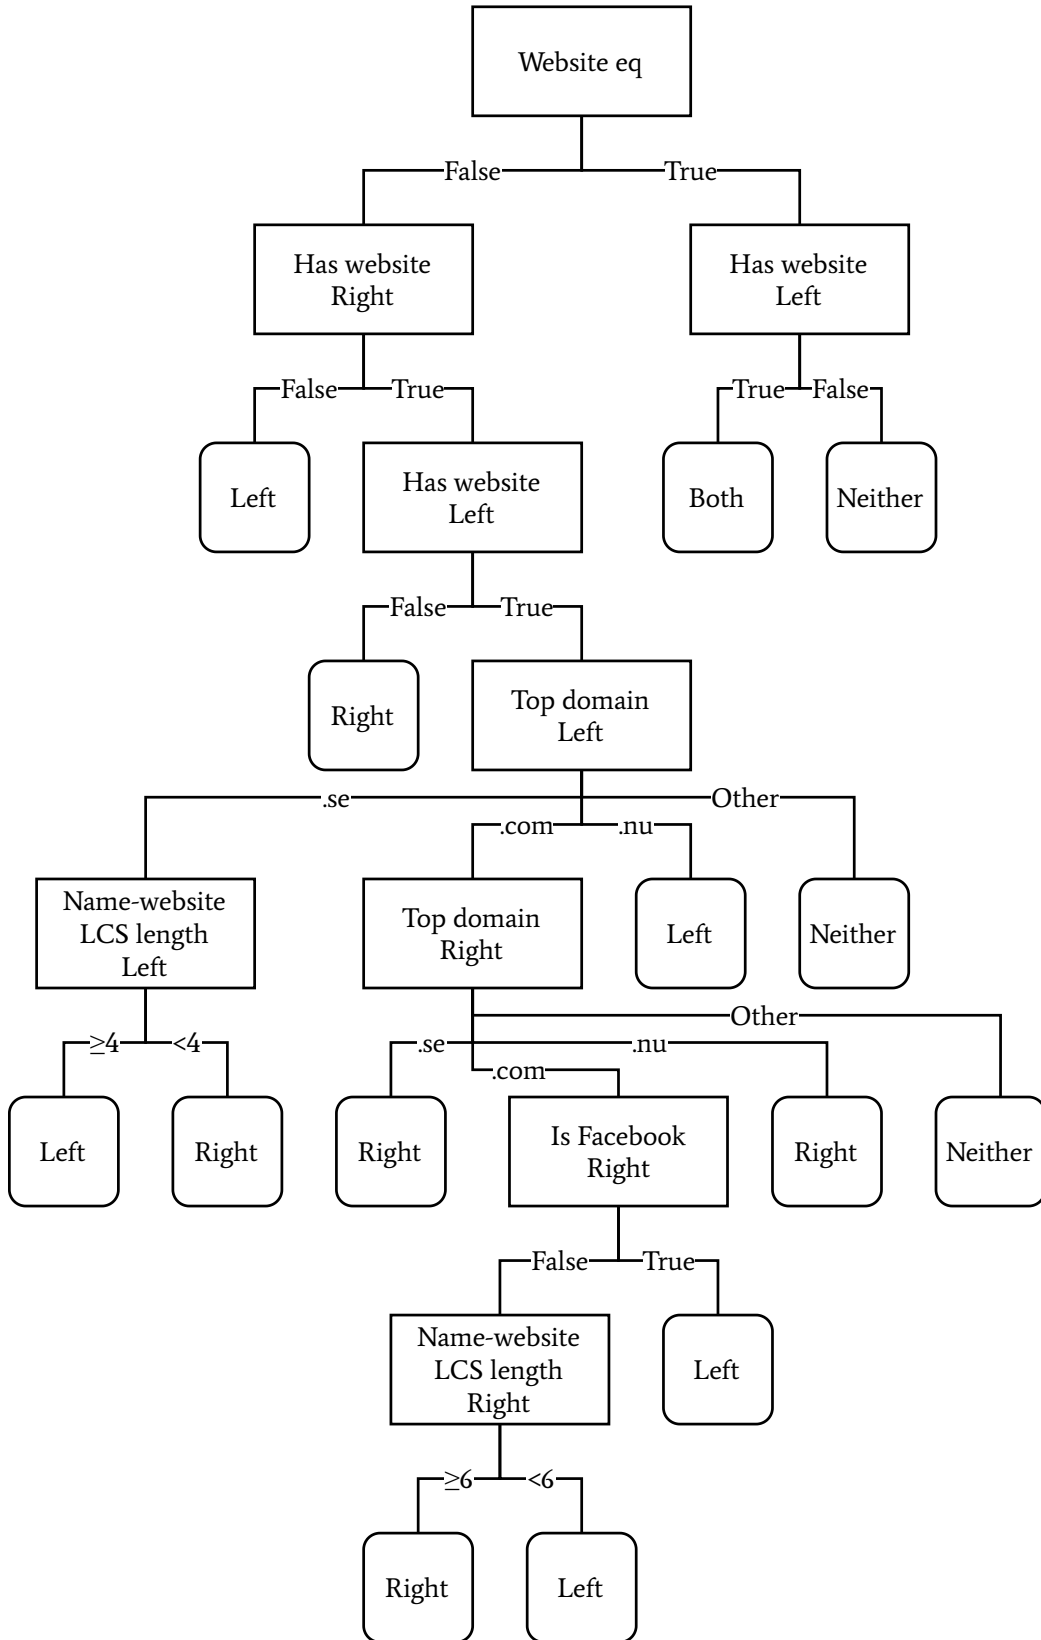 Website eq
False
True
Has website
Right
Has website
Left
False
True
True
False
Left
Has website
Left
Both
Neither
False
True
Right
Top domain
Left
.se
Other
.com
.nu
Name-website
LCS length
Left
Top domain
Right
Left
Neither
Other
≥4
<4
.se
.nu
.com
Left
Right
Right
Is Facebook
Right
Right
Neither
False
True
Name-website
LCS length
Right
Left
≥6
<6
Right
Left